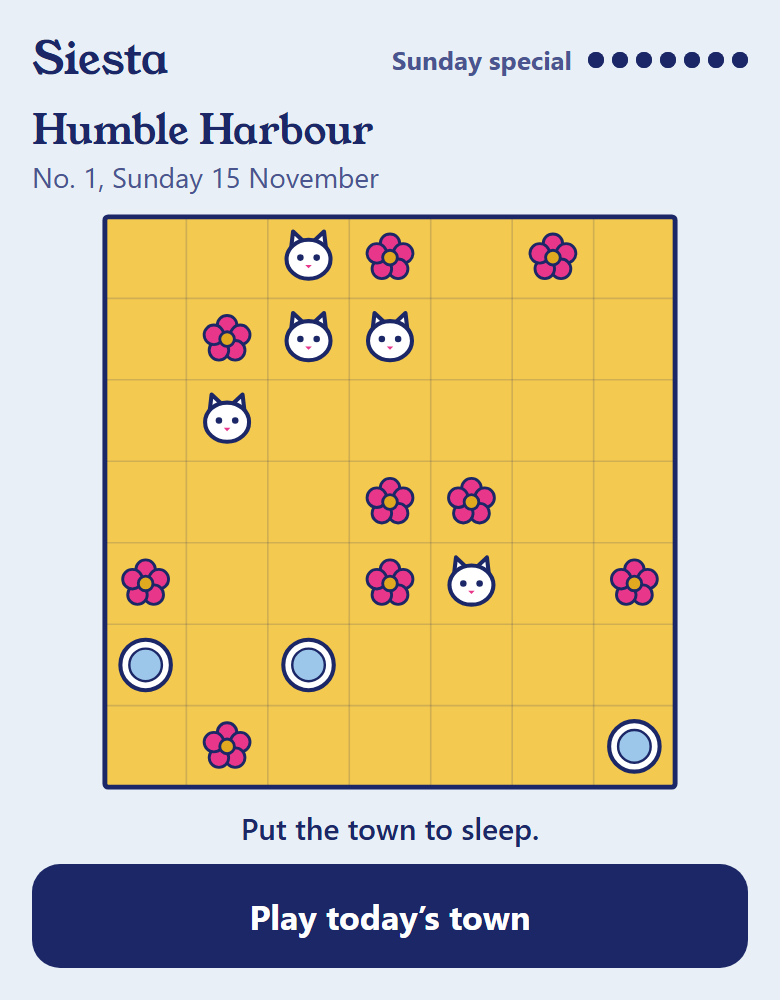 Siesta
Sunday special
Humble Harbour
No. 1, Sunday 15 November
Put the town to sleep.
Play today’s town